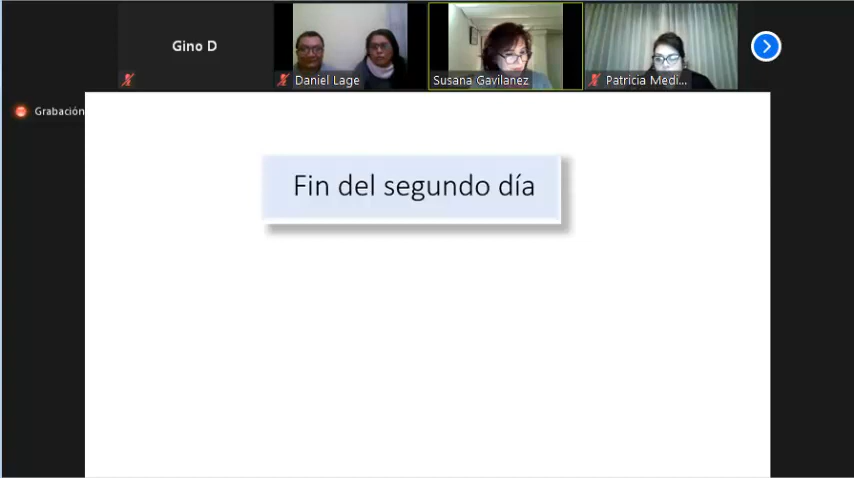 Gino D
Daniel Lage
Susana Gavilanez
Patricia Medi...
Grabación
Fin del segundo día